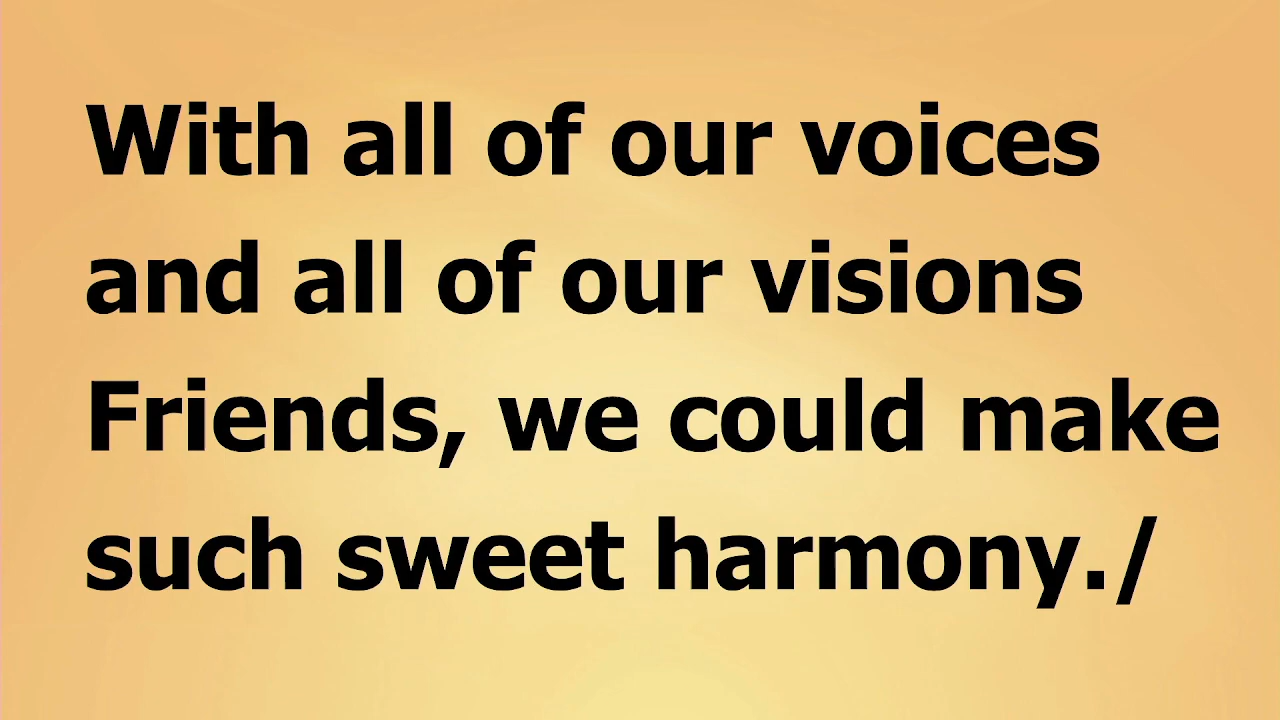 With all of our voices
and all of our visions
Friends, we could make
such sweet harmony./